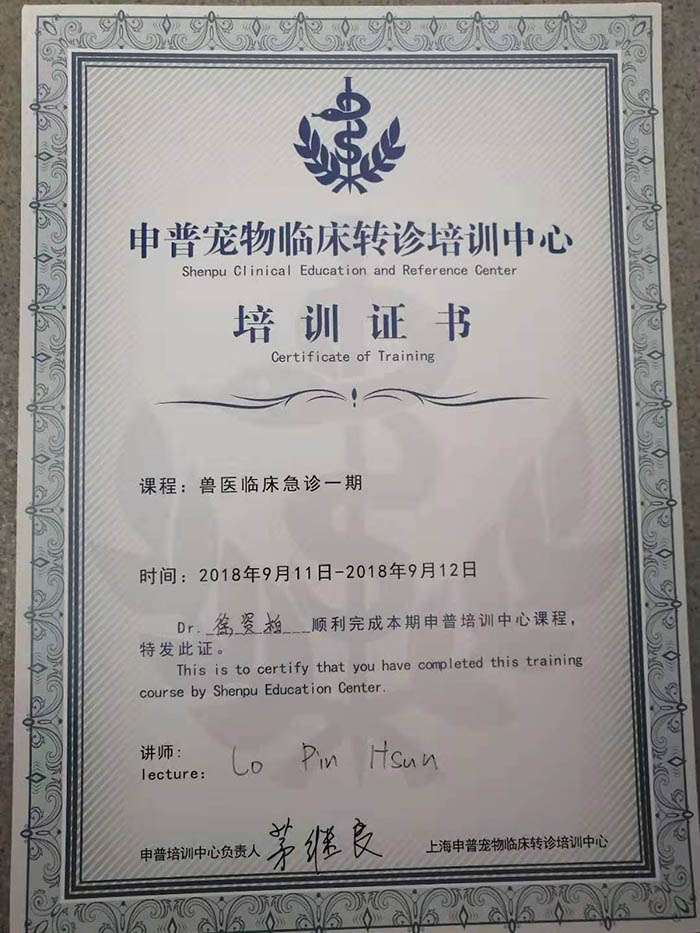 申普宠物临床转诊培训中心
Shenpu Clinical Education and Reference Center
培训证书
Certificate of Training
课程：兽医临床急诊一期
时间：2018年9月11日-2018年9月12日
Dr. 徐贤柏 顺利完成本期申普培训中心课程，
特发此证。
This is to certify that you have completed this training
course by Shenpu Education Center.
讲师：
lecture： Lo Pin Hsun
申普培训中心负责人 茅继良 上海申普宠物临床转诊培训中心